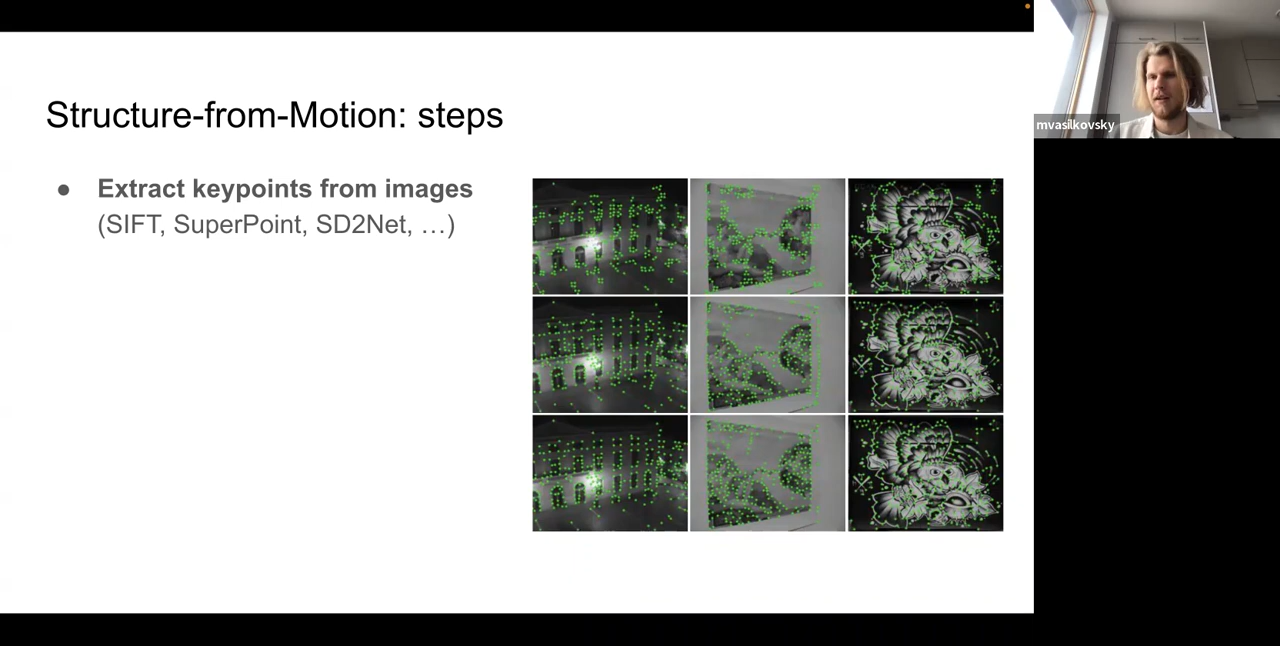 Structure-from-Motion: steps
● Extract keypoints from images
(SIFT, SuperPoint, SD2Net, …)
mvasilkovsky